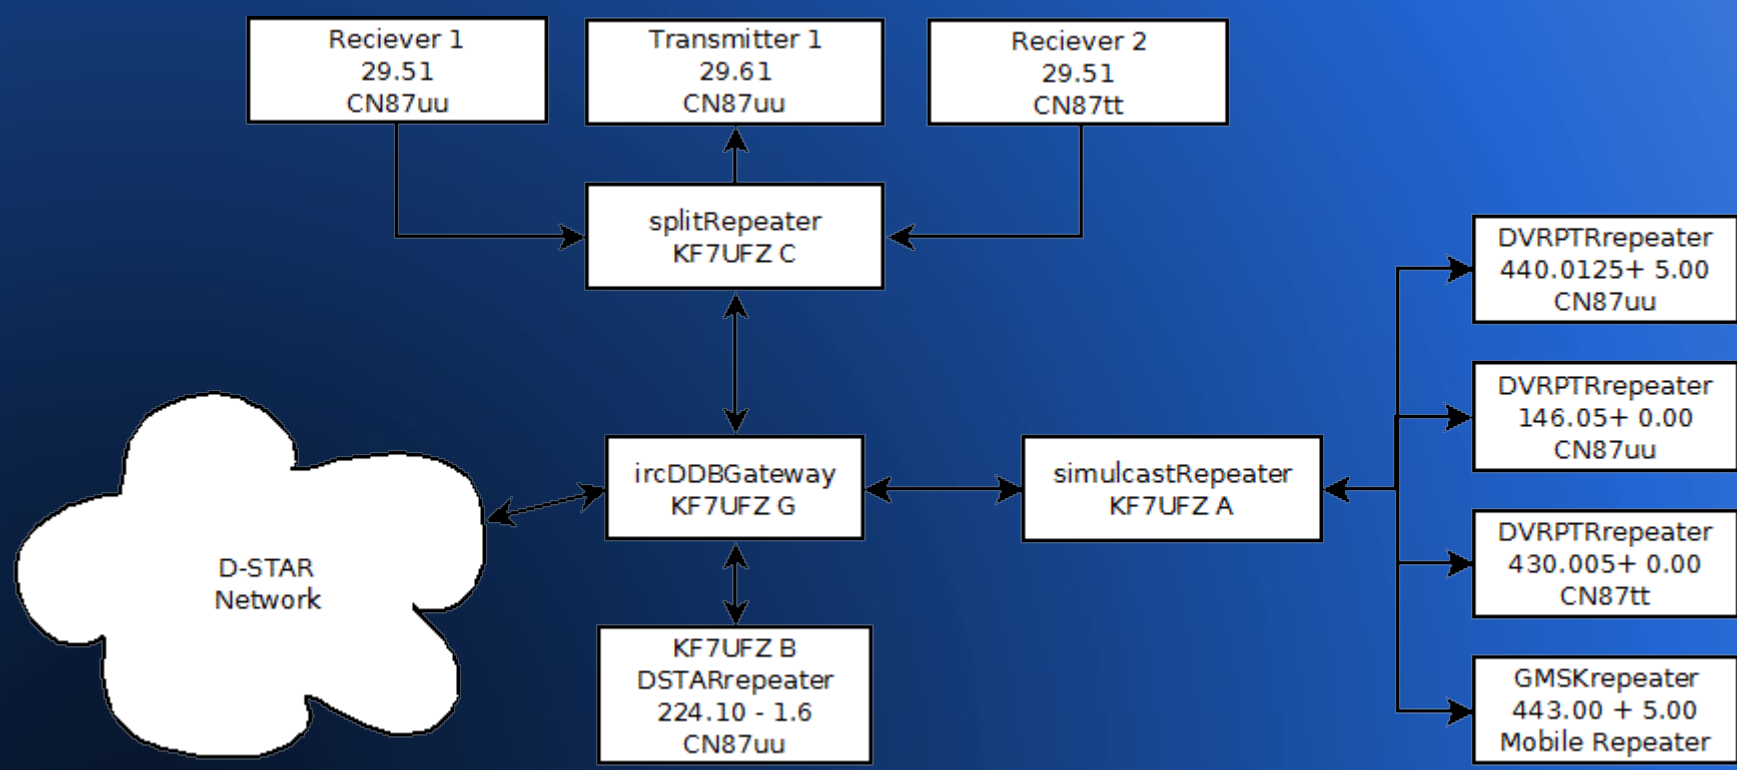 Reciever 1
29.51
CN87uu
Transmitter 1
29.61
CN87uu
Reciever 2
29.51
CN87tt
splitRepeater
KF7UFZ C
DVRPTRrepeater
440.0125+ 5.00
CN87uu
DVRPTRrepeater
146.05+ 0.00
CN87uu
ircDDBGateway
KF7UFZ G
simulcastRepeater
KF7UFZ A
DVRPTRrepeater
430.005+ 0.00
CN87tt
D-STAR
Network
KF7UFZ B
DSTARrepeater
224.10 - 1.6
CN87uu
GMSKrepeater
443.00 + 5.00
Mobile Repeater